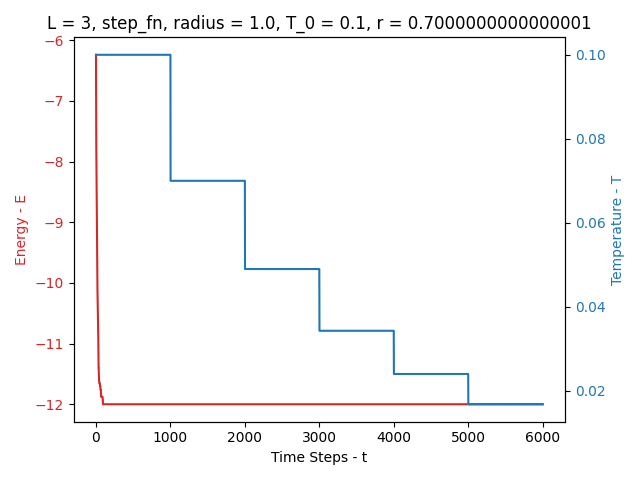 L = 3, step_fn, radius = 1.0, T_0 = 0.1, r = 0.7000000000000001
−6
−7
−8
−9
−10
−11
−12
Energy - E
0.10
0.08
0.06
0.04
0.02
Temperature - T
0 1000 2000 3000 4000 5000 6000
Time Steps - t